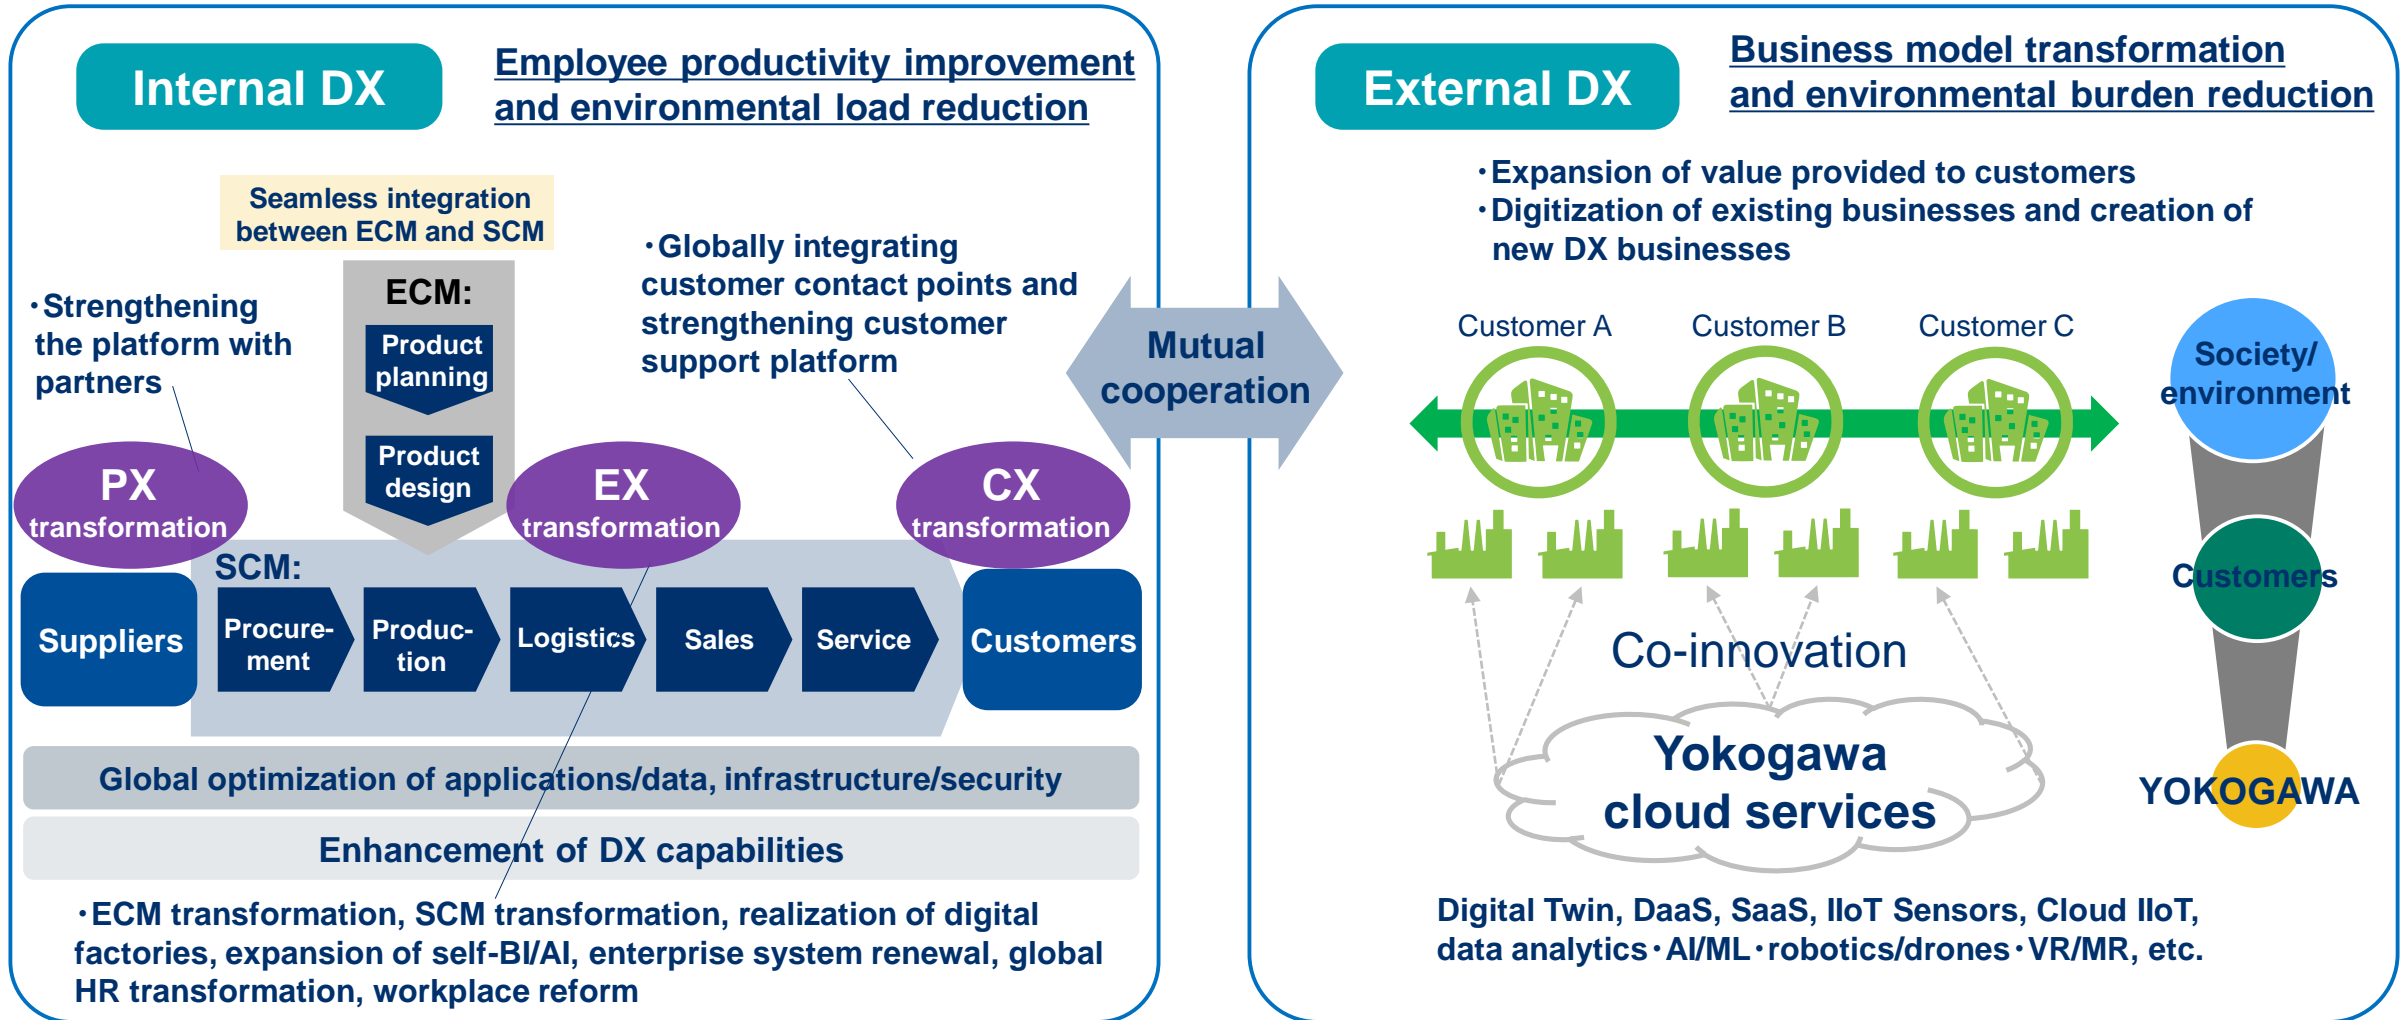 Internal DX
Employee productivity improvement
and environmental load reduction
Seamless integration
between ECM and SCM
・Strengthening
the platform with
partners
ECM:
Product
planning
Product
design
・Globally integrating
customer contact points and
strengthening customer
support platform
PX
transformation
EX
transformation
CX
transformation
SCM:
Suppliers
Procure-
ment
Produc-
tion
Logistics
Sales
Service
Customers
Global optimization of applications/data, infrastructure/security
Enhancement of DX capabilities
・ECM transformation, SCM transformation, realization of digital
factories, expansion of self-BI/AI, enterprise system renewal, global
HR transformation, workplace reform
Mutual
cooperation
External DX
Business model transformation
and environmental burden reduction
・Expansion of value provided to customers
・Digitization of existing businesses and creation of
new DX businesses
Customer A
Customer B
Customer C
Co-innovation
Yokogawa
cloud services
Digital Twin, DaaS, SaaS, IIoT Sensors, Cloud IIoT,
data analytics・AI/ML・robotics/drones・VR/MR, etc.
Society/
environment
Customers
YOKOGAWA